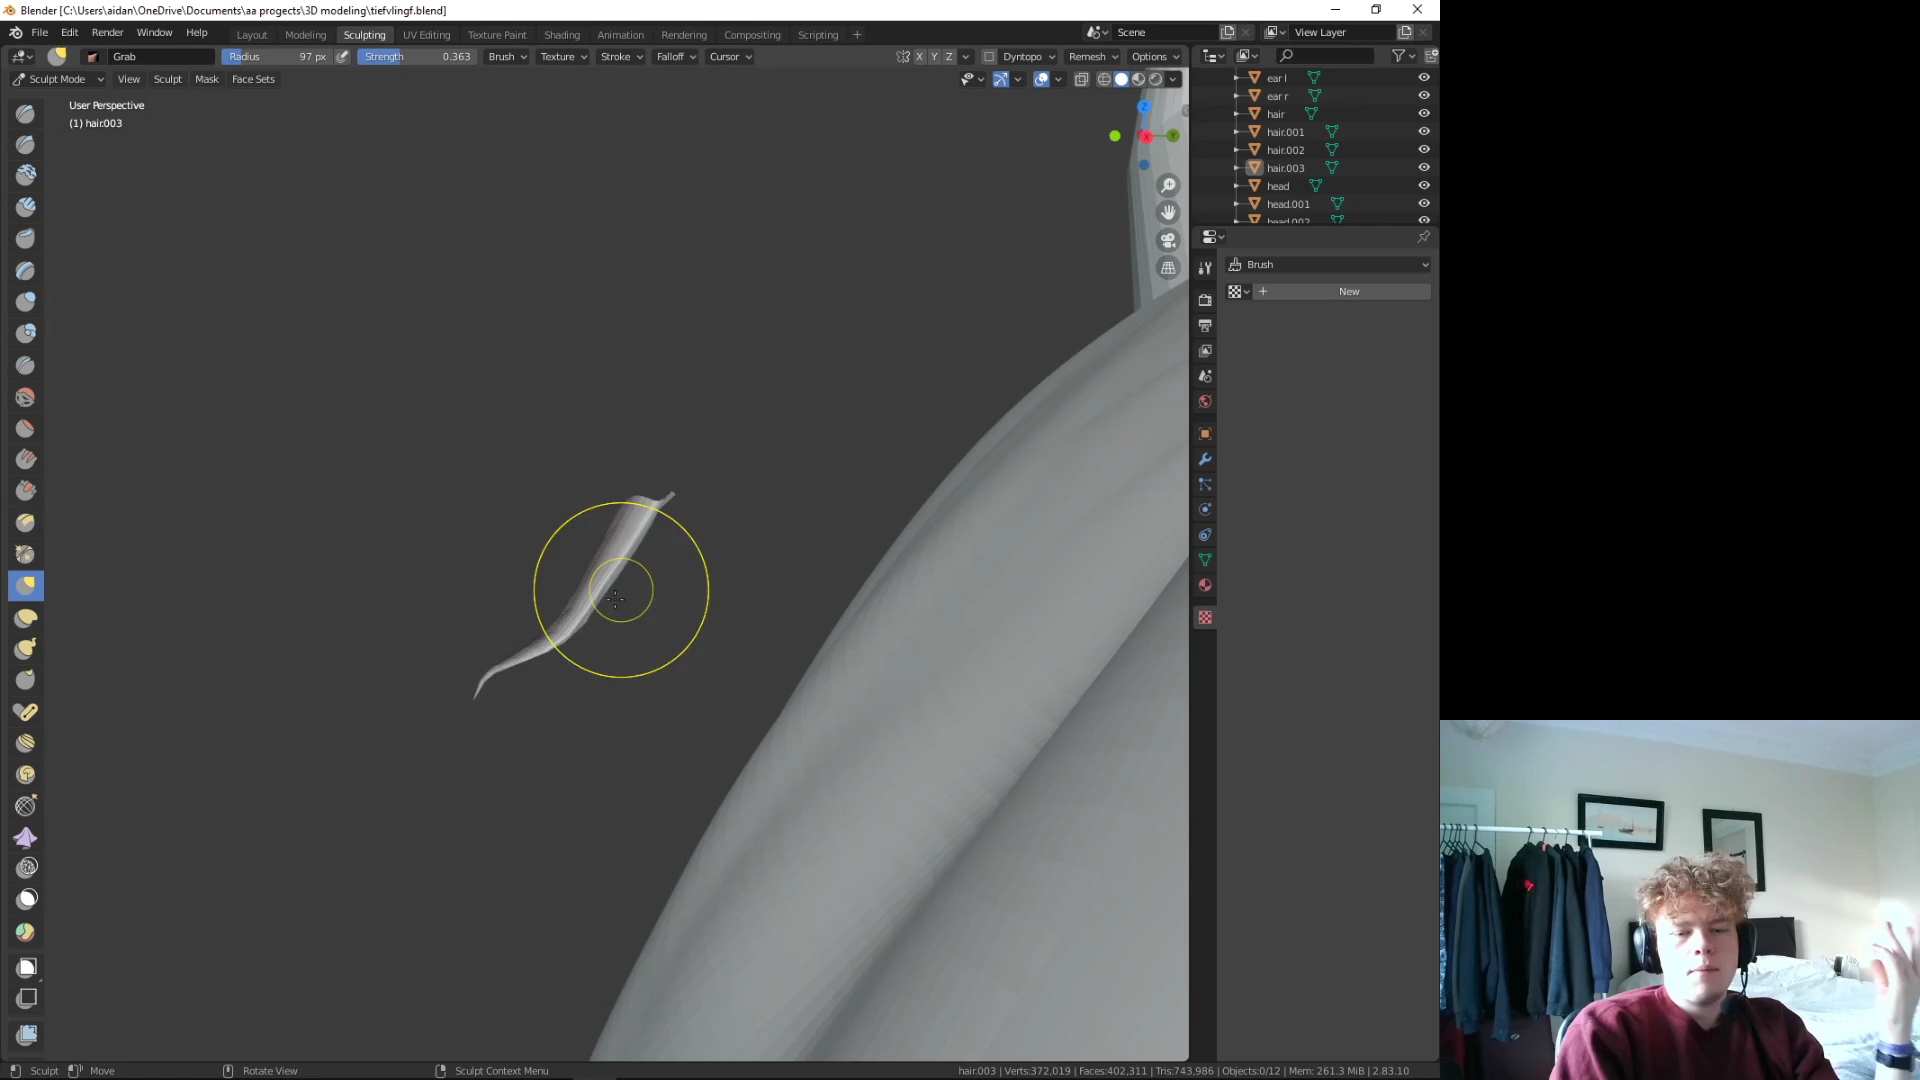 Blender [C:\Users\aidan\OneDrive\Documents\aa progects\3D modeling\tiefvlingf.blend]
File Edit Render Window Help Layout Modeling Sculpting UV Editing Texture Paint Shading Animation Rendering Compositing Scripting + Scene View Layer
Grab Radius 97 px Strength 0.363 Brush Texture Stroke Falloff Cursor X Y Z Dyntopo Remesh Options
Sculpt Mode View Sculpt Mask Face Sets
User Perspective
(1) hair.003
Z
X
Y
ear l
ear r
hair
hair.001
hair.002
hair.003
head
head.001
head.002
Brush
+ New
Sculpt Move Rotate View Sculpt Context Menu hair.003 | Verts:372,019 | Faces:402,311 | Tris:743,986 | Objects:0/12 | Mem: 261.3 MiB | 2.83.10